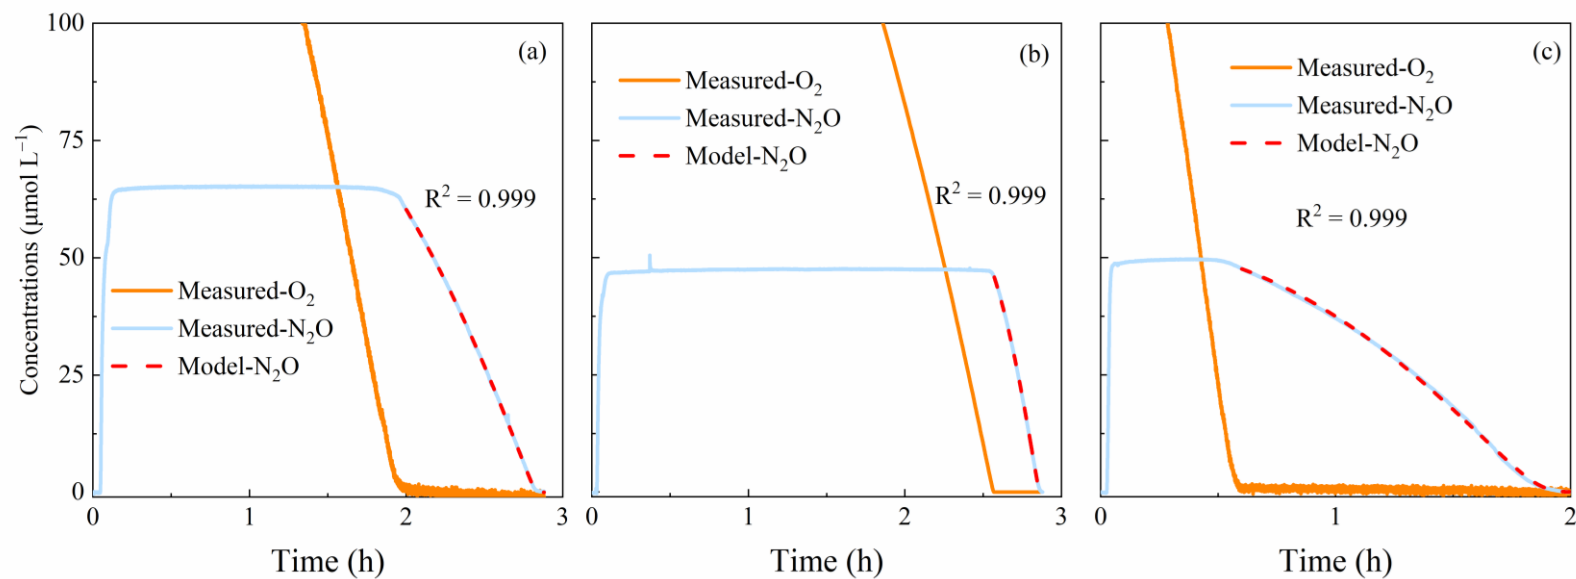 Concentrations (μmol L⁻¹)
100
75
50
25
0
(a)
R² = 0.999
Measured-O₂
Measured-N₂O
Model-N₂O
0
1
2
3
Time (h)
(b)
Measured-O₂
Measured-N₂O
Model-N₂O
R² = 0.999
0
1
2
3
Time (h)
(c)
Measured-O₂
Measured-N₂O
Model-N₂O
R² = 0.999
0
1
2
Time (h)